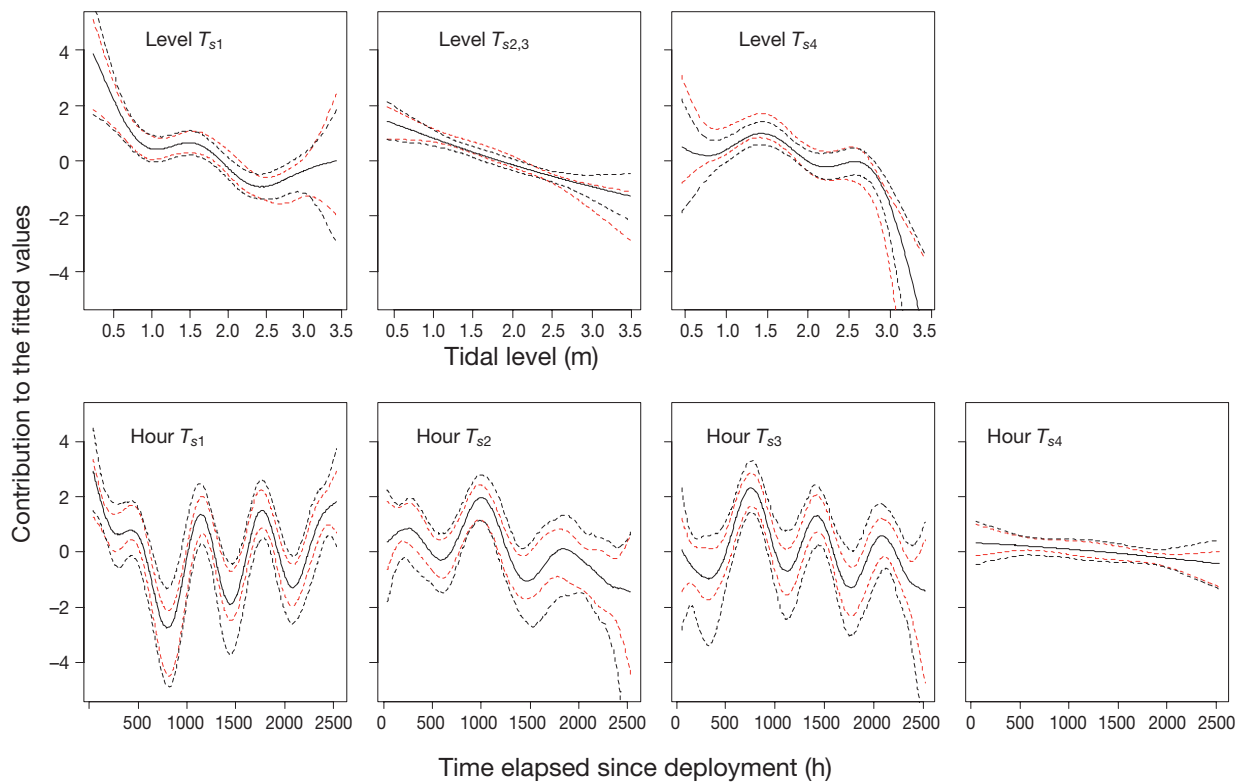 Contribution to the fitted values
Level Ts1
Level Ts2,3
Level Ts4
4
2
0
−2
−4
0.5 1.0 1.5 2.0 2.5 3.0 3.5
0.5 1.0 1.5 2.0 2.5 3.0 3.5
0.5 1.0 1.5 2.0 2.5 3.0 3.5
Tidal level (m)
Hour Ts1
Hour Ts2
Hour Ts3
Hour Ts4
4
2
0
−2
−4
0 500 1000 1500 2000 2500
0 500 1000 1500 2000 2500
0 500 1000 1500 2000 2500
0 500 1000 1500 2000 2500
Time elapsed since deployment (h)